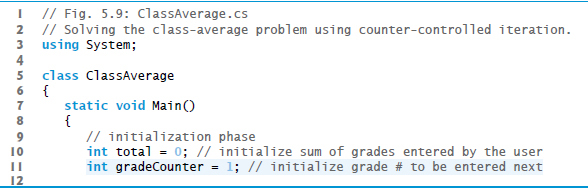 1 // Fig. 5.9: ClassAverage.cs
2 // Solving the class-average problem using counter-controlled iteration.
3 using System;
4
5 class ClassAverage
6 {
7 static void Main()
8 {
9 // initialization phase
10 int total = 0; // initialize sum of grades entered by the user
11 int gradeCounter = 1; // initialize grade # to be entered next
12